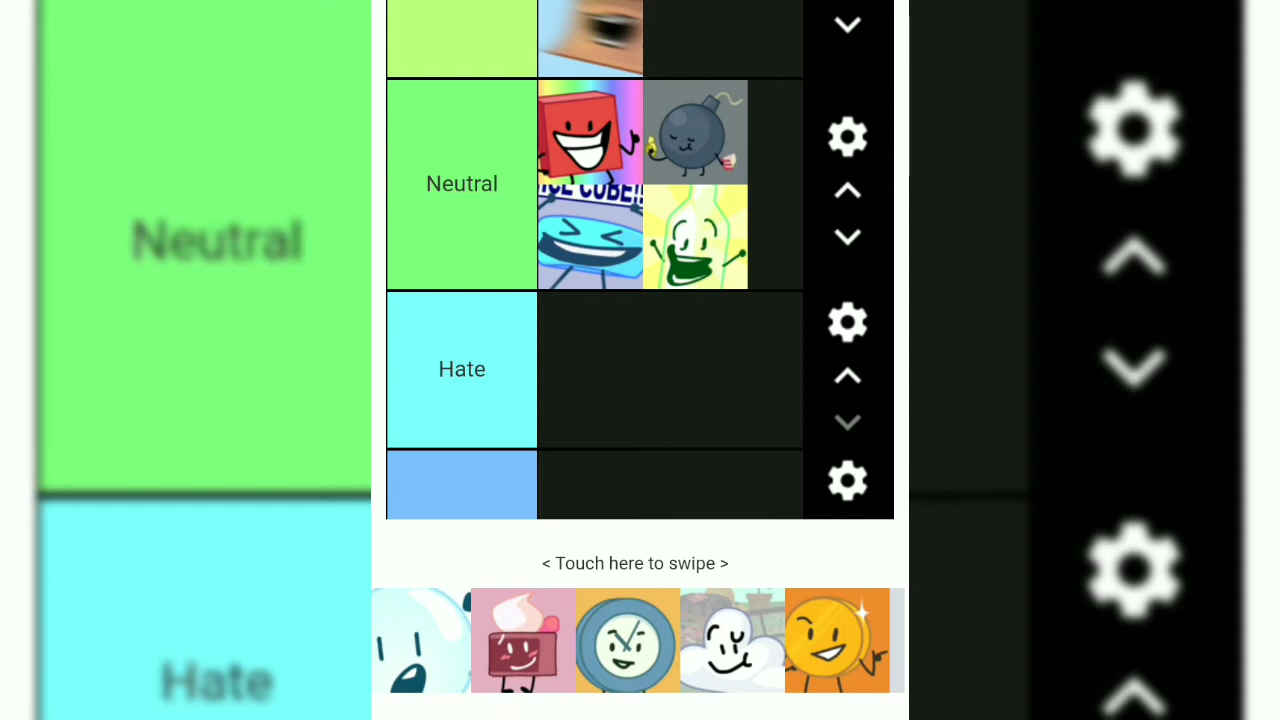 ICE CUBE!!
Neutral
Neutral
Hate
Hate
< Touch here to swipe >